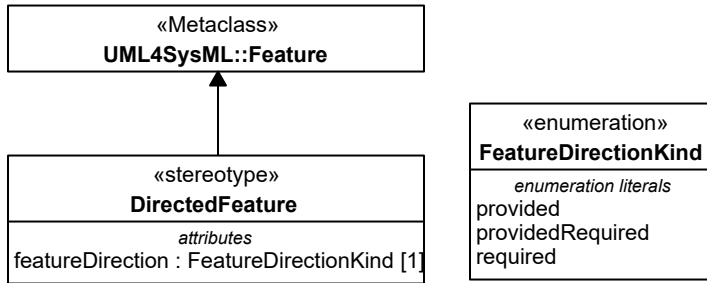 «Metaclass»
UML4SysML::Feature
«stereotype»
DirectedFeature
attributes
featureDirection : FeatureDirectionKind [1]
«enumeration»
FeatureDirectionKind
enumeration literals
provided
providedRequired
required